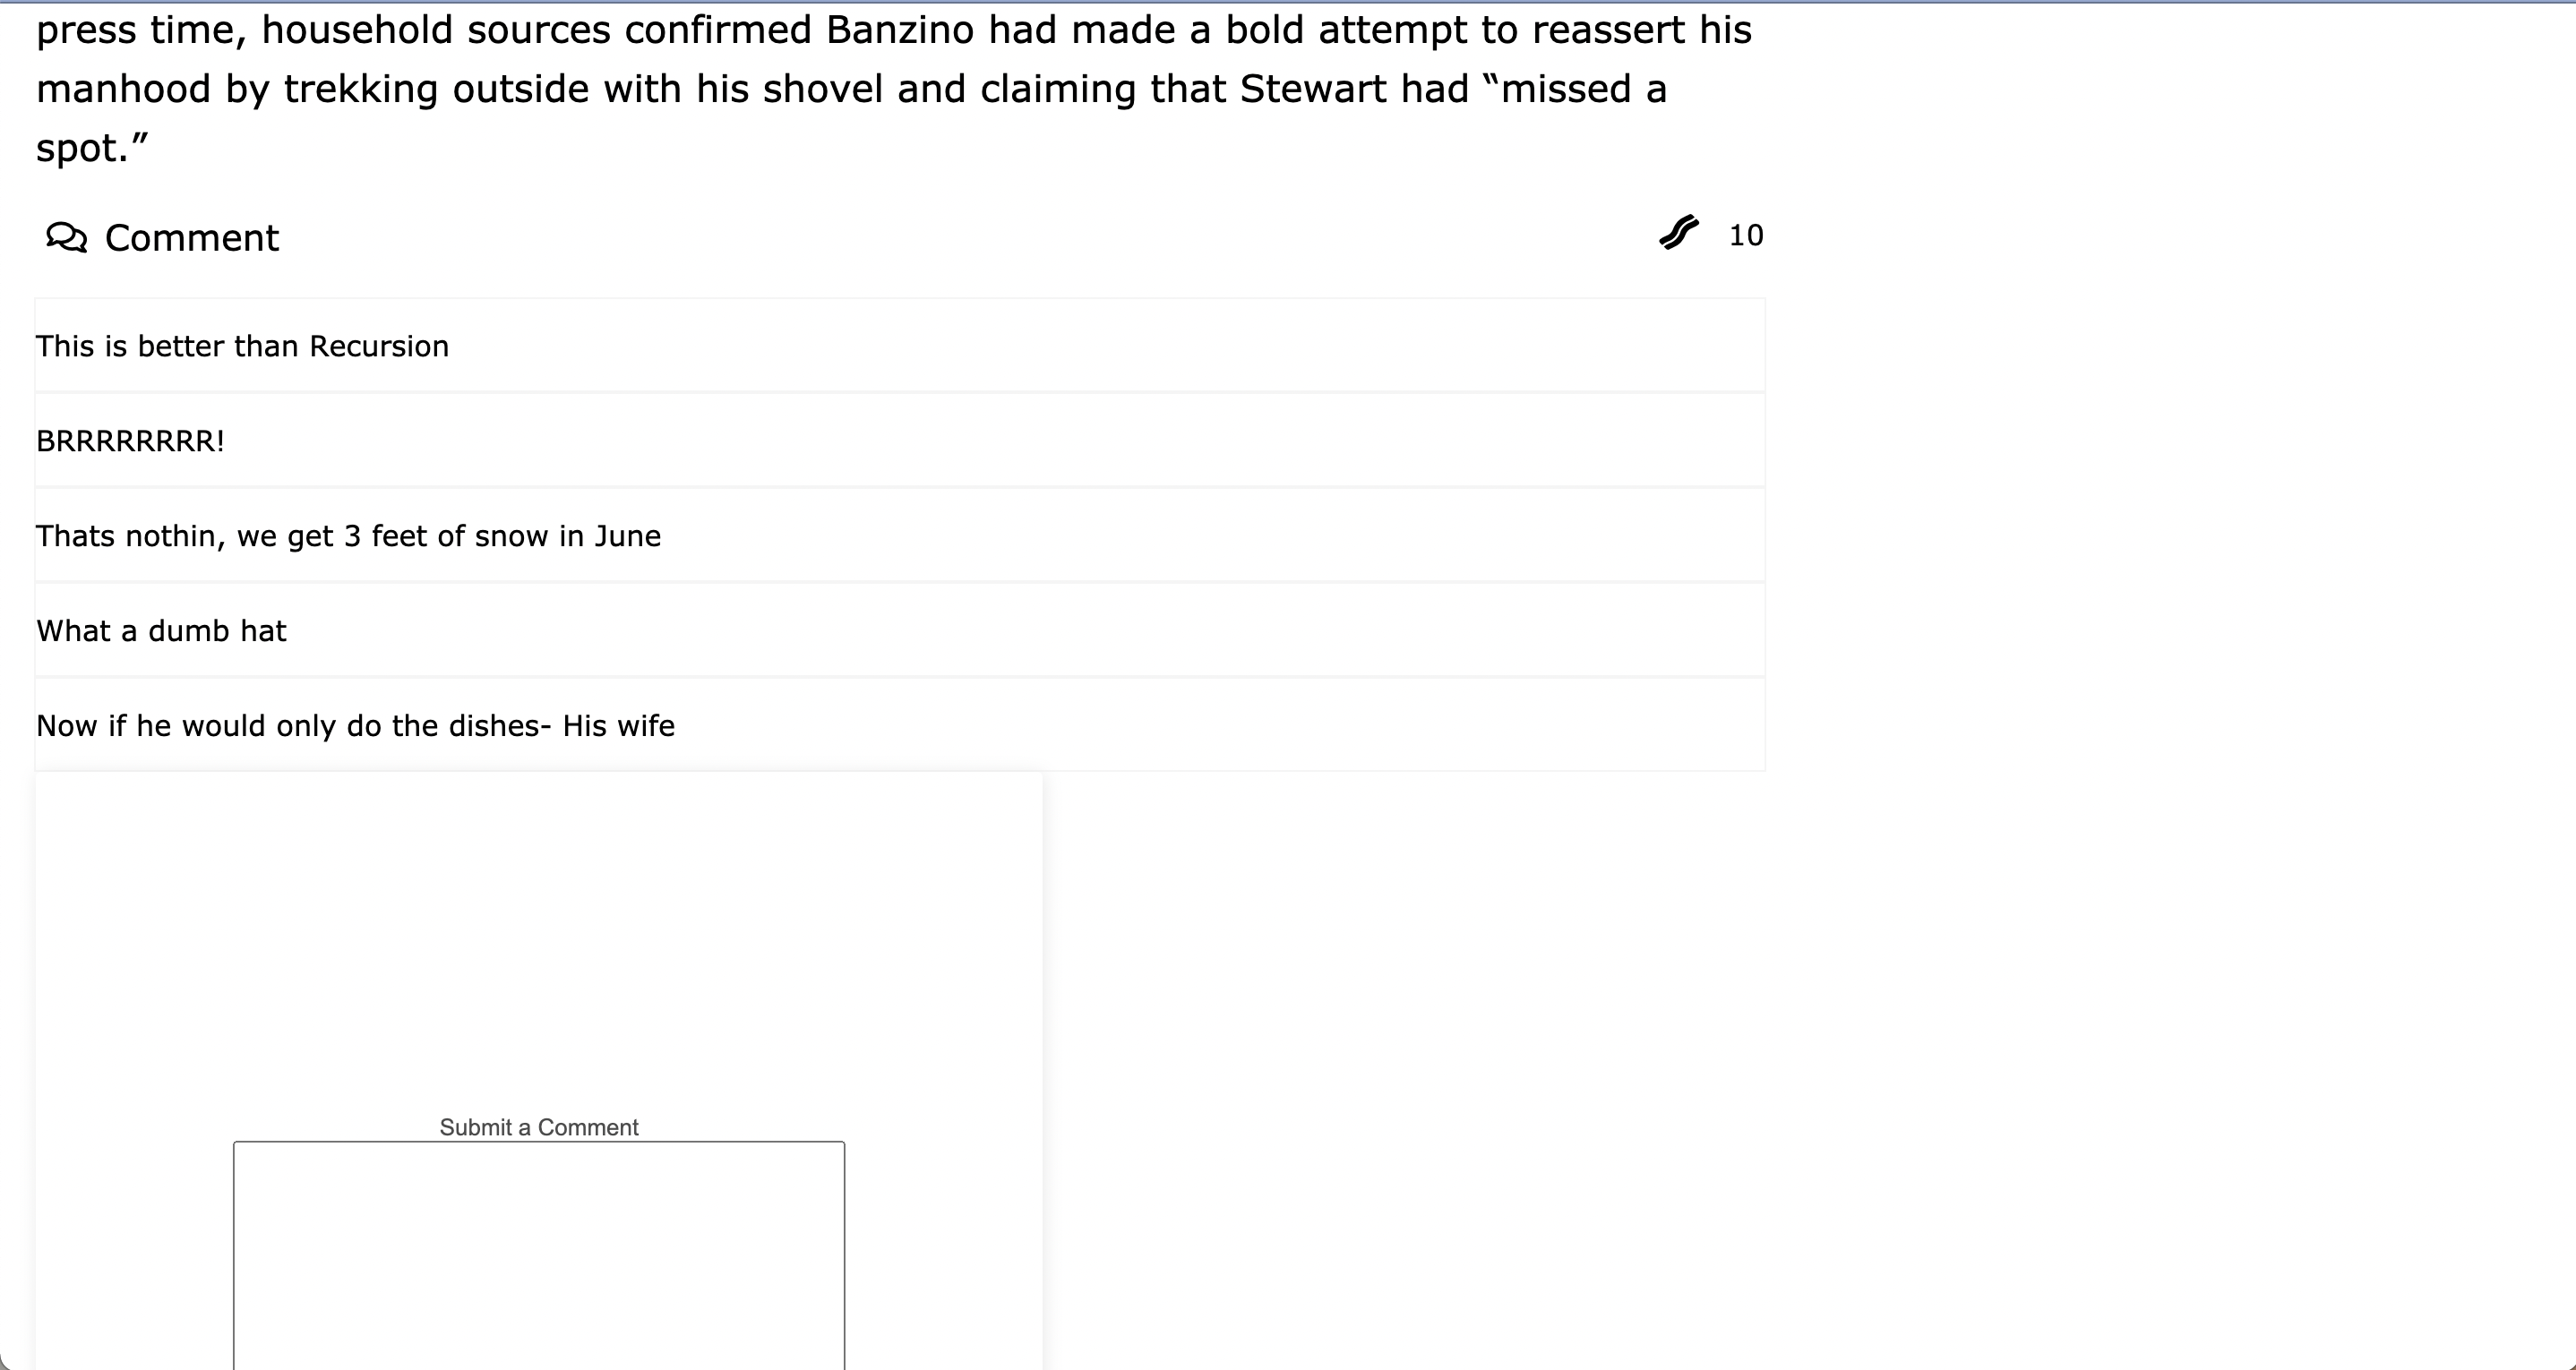 press time, household sources confirmed Banzino had made a bold attempt to reassert his
manhood by trekking outside with his shovel and claiming that Stewart had “missed a
spot.”
Comment
10
This is better than Recursion
BRRRRRRRR!
Thats nothin, we get 3 feet of snow in June
What a dumb hat
Now if he would only do the dishes- His wife
Submit a Comment